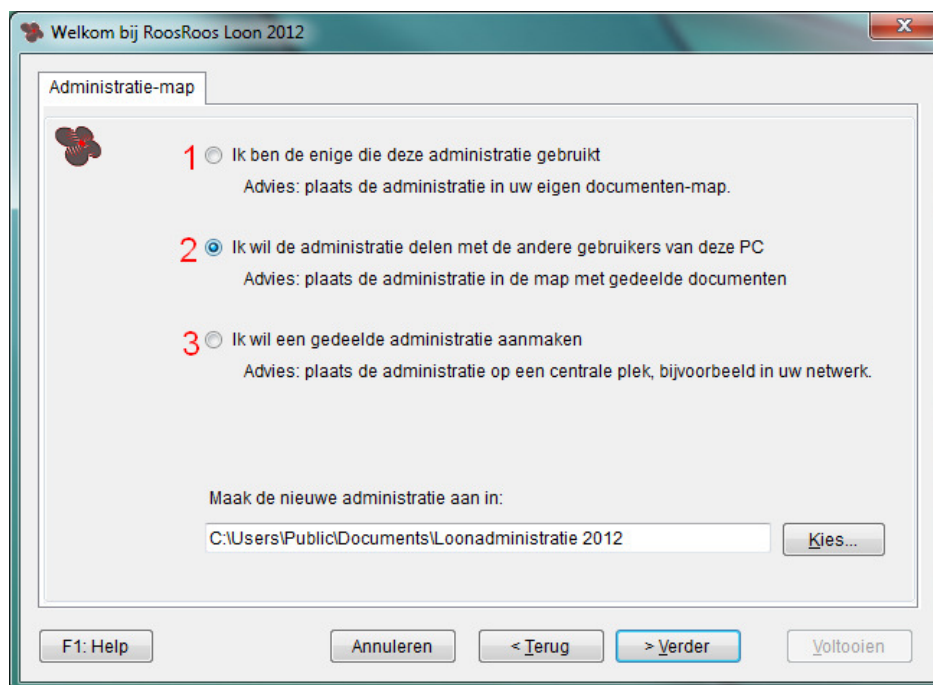 Welkom bij RoosRoos Loon 2012
Administratie-map
1 Ik ben de enige die deze administratie gebruikt
Advies: plaats de administratie in uw eigen documenten-map.
2 Ik wil de administratie delen met de andere gebruikers van deze PC
Advies: plaats de administratie in de map met gedeelde documenten
3 Ik wil een gedeelde administratie aanmaken
Advies: plaats de administratie op een centrale plek, bijvoorbeeld in uw netwerk.
Maak de nieuwe administratie aan in:
C:\Users\Public\Documents\Loonadministratie 2012 Kies...
F1: Help Annuleren < Terug > Verder Voltooien